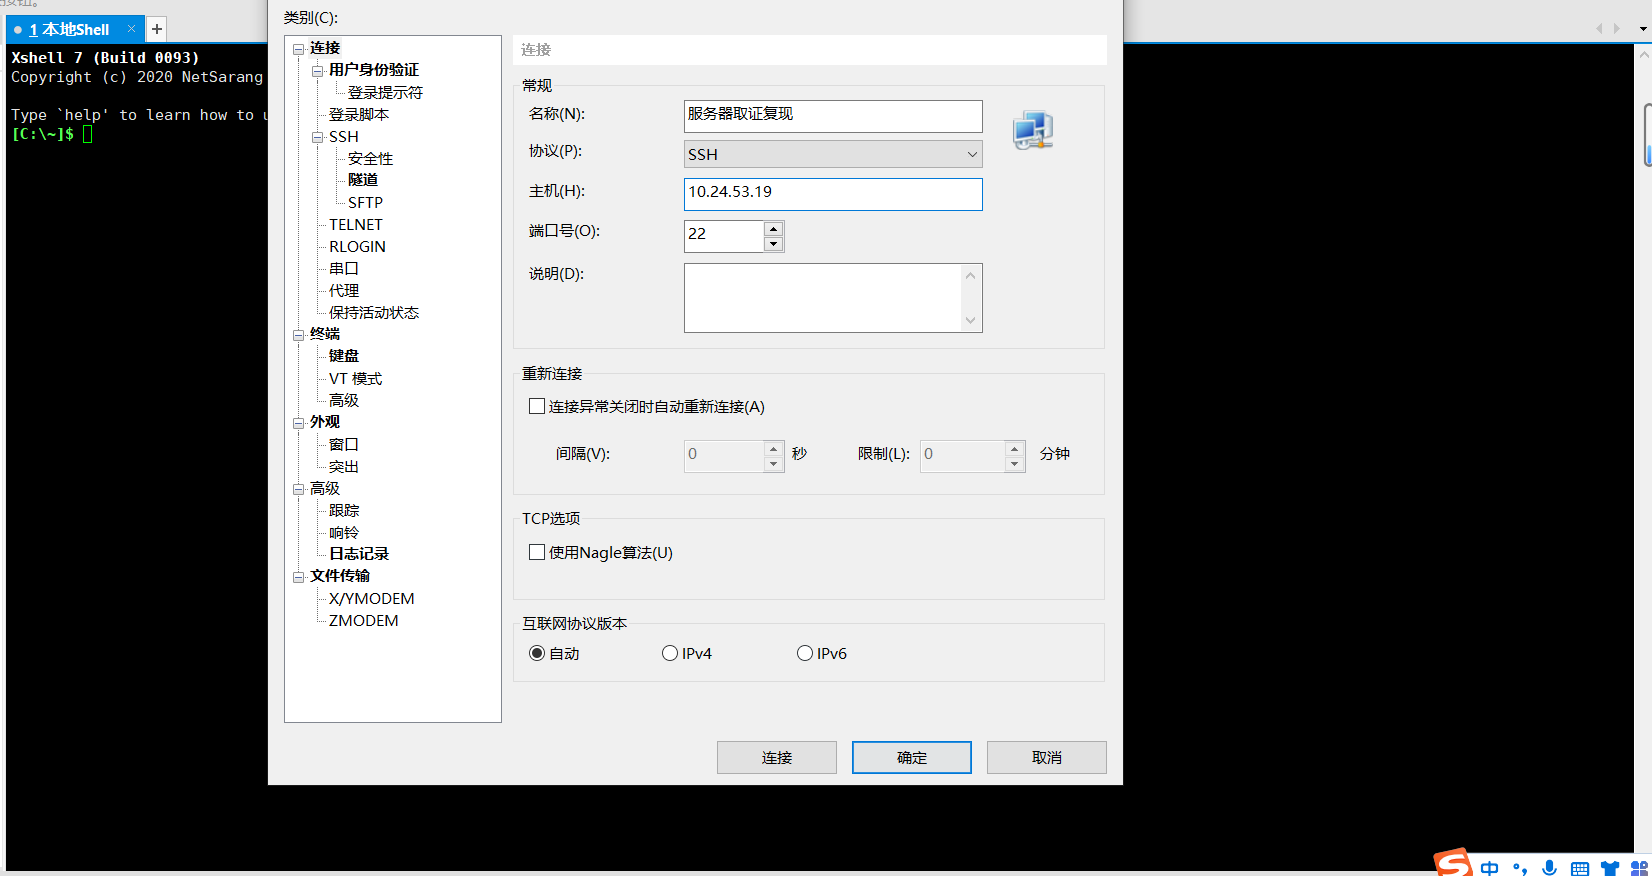 类别(C):
1 本地Shell
Xshell 7 (Build 0093)
Copyright (c) 2020 NetSarang
Type `help' to learn how to
[C:\~]$
连接
用户身份验证
登录提示符
登录脚本
SSH
安全性
隧道
SFTP
TELNET
RLOGIN
串口
代理
保持活动状态
终端
键盘
VT 模式
高级
外观
窗口
突出
高级
跟踪
响铃
日志记录
文件传输
X/YMODEM
ZMODEM
连接
常规
名称(N): 服务器取证复现
协议(P): SSH
主机(H): 10.24.53.19
端口号(O): 22
说明(D):
重新连接
连接异常关闭时自动重新连接(A)
间隔(V): 0 秒 限制(L): 0 分钟
TCP选项
使用Nagle算法(U)
互联网协议版本
自动 IPv4 IPv6
连接 确定 取消
中